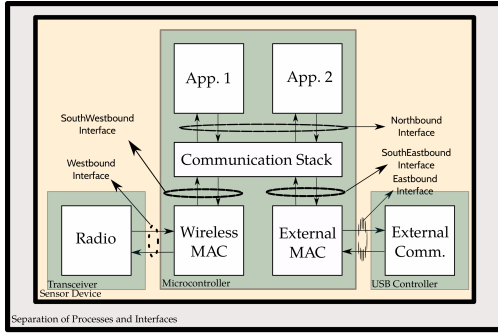 App. 1
App. 2
SouthWestbound
Interface
Northbound
Interface
Communication Stack
SouthEastbound
Interface
Westbound
Interface
Eastbound
Interface
Radio
Wireless
MAC
External
MAC
External
Comm.
Transceiver
Microcontroller
USB Controller
Sensor Device
Separation of Processes and Interfaces